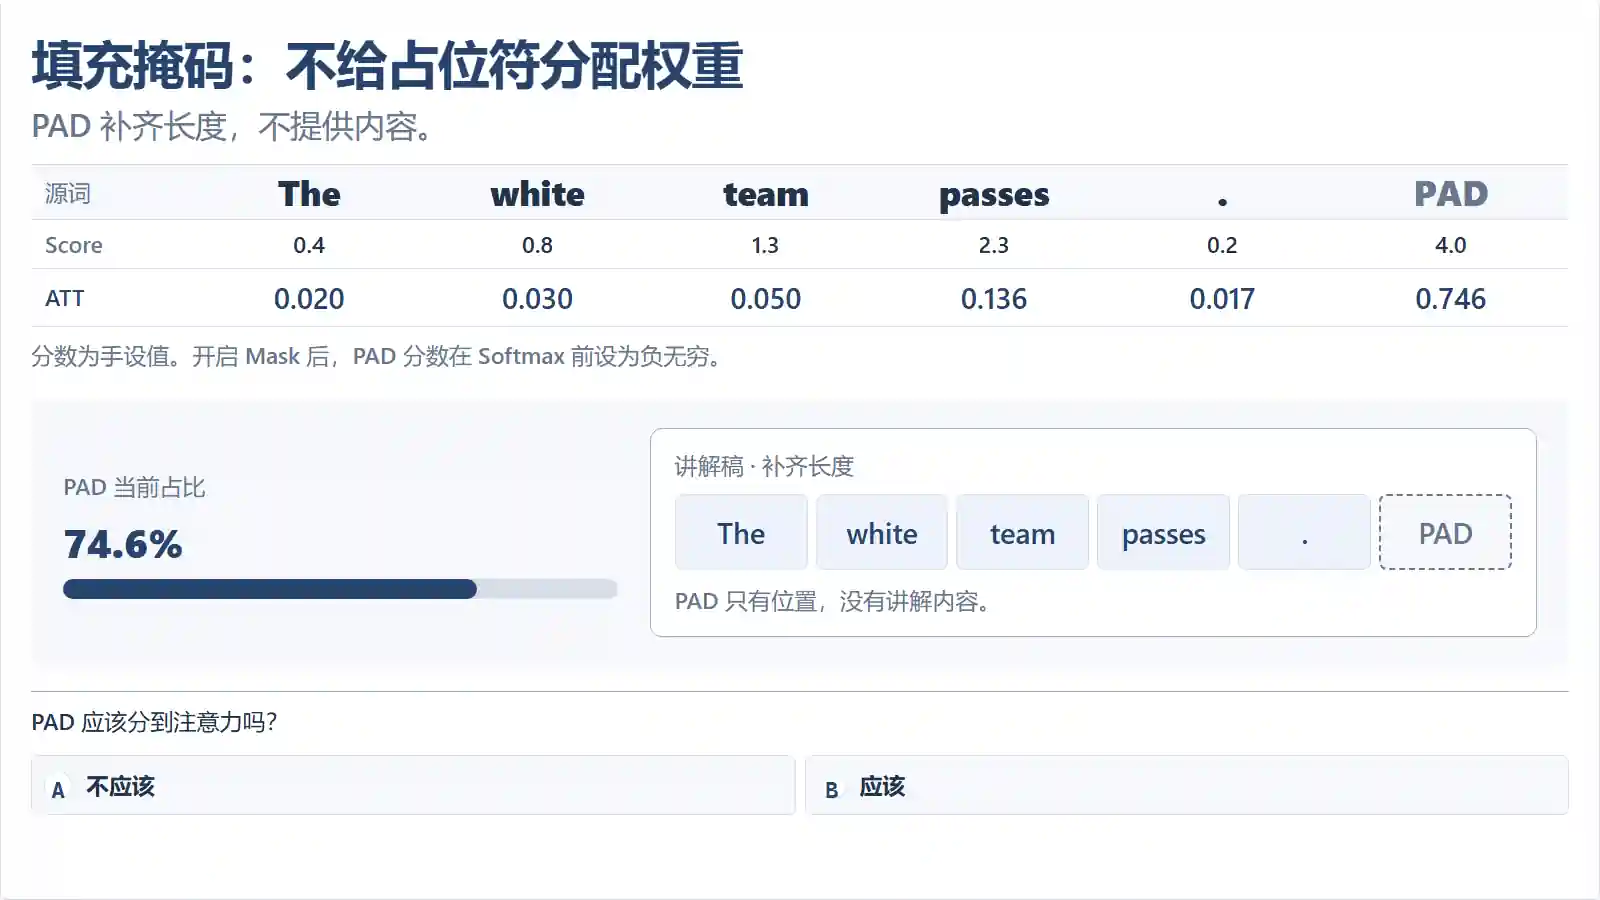 填充掩码：不给占位符分配权重
PAD 补齐长度，不提供内容。
源词 The white team passes . PAD
Score 0.4 0.8 1.3 2.3 0.2 4.0
ATT 0.020 0.030 0.050 0.136 0.017 0.746
分数为手设值。开启 Mask 后，PAD 分数在 Softmax 前设为负无穷。
PAD 当前占比
74.6%
讲解稿 · 补齐长度
The white team passes . PAD
PAD 只有位置，没有讲解内容。
PAD 应该分到注意力吗？
A 不应该
B 应该